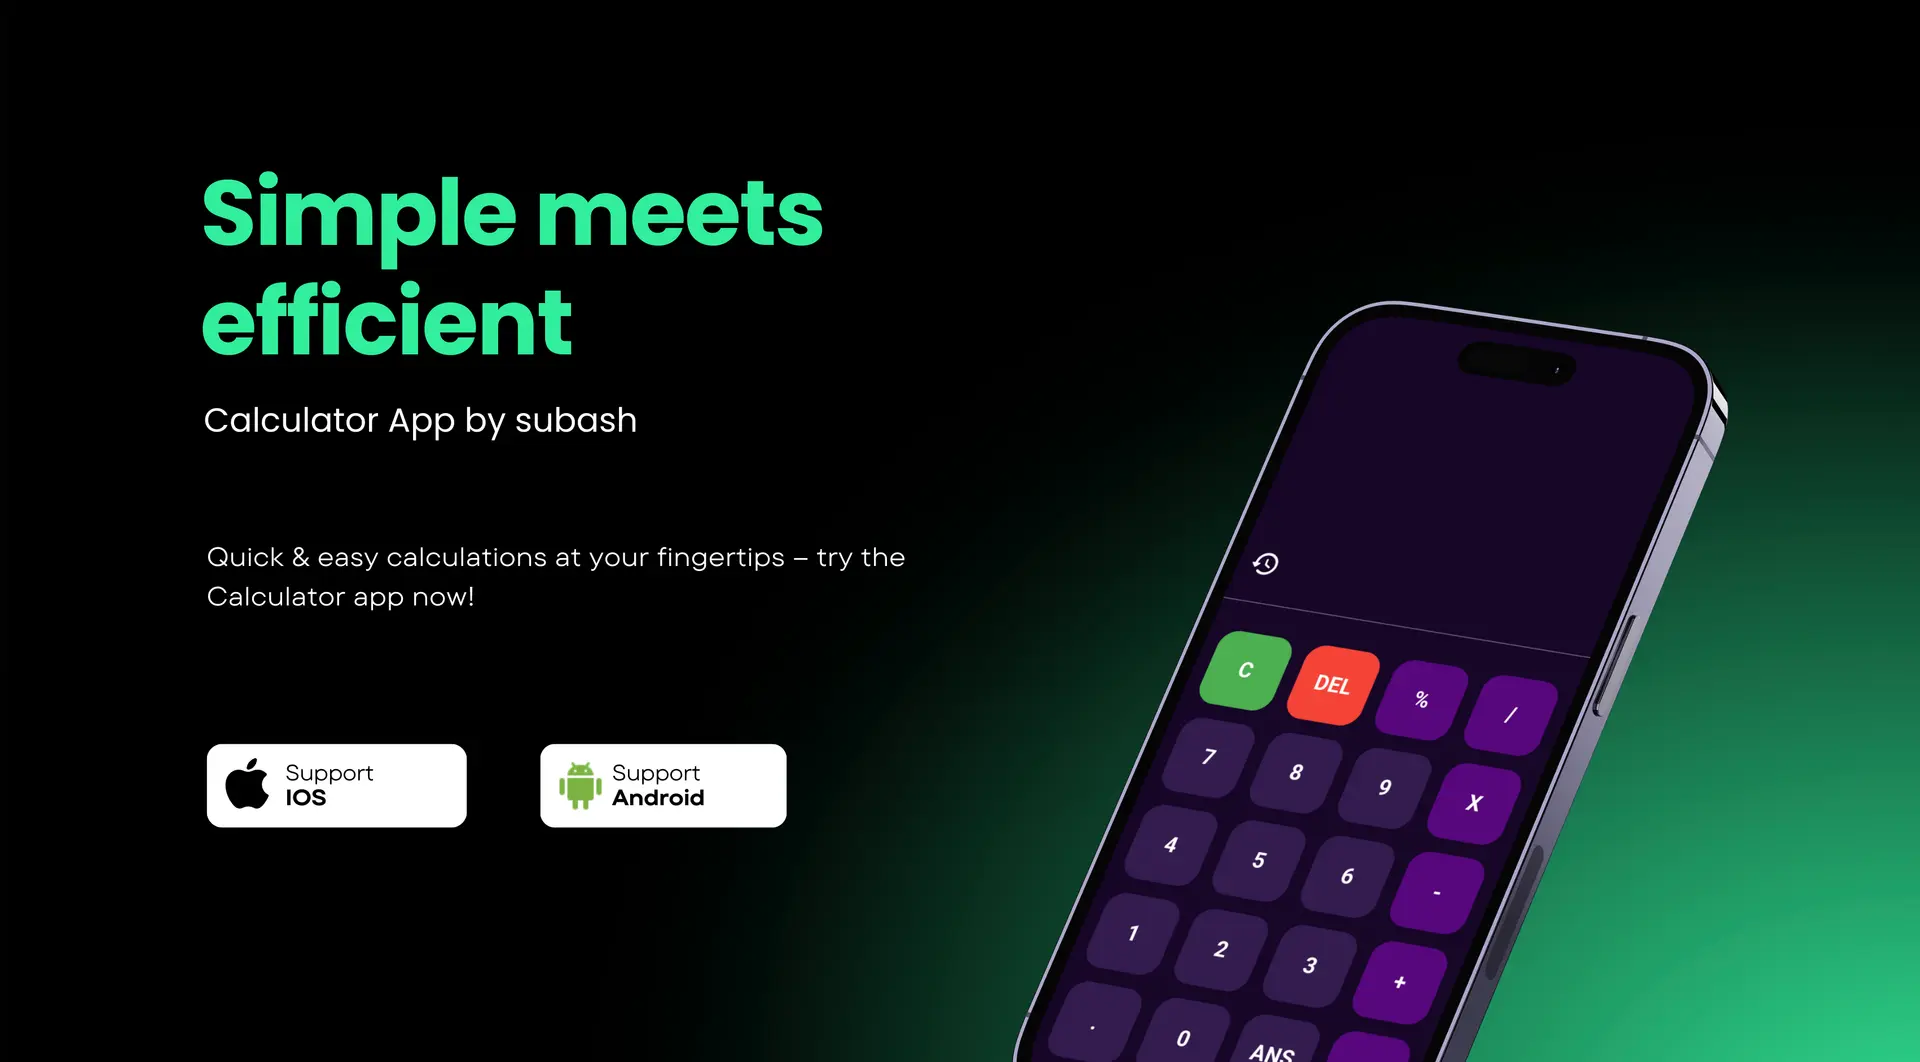 Simple meets
efficient
Calculator App by subash
Quick & easy calculations at your fingertips – try the
Calculator app now!
Support
IOS
Support
Android
C DEL % /
7 8 9 X
4 5 6 -
1 2 3 +
. 0 ANS